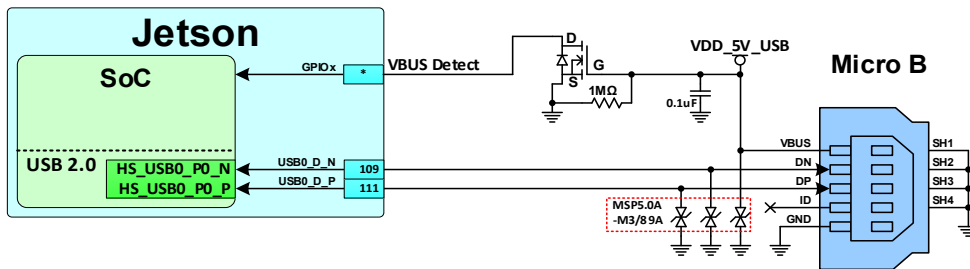 Jetson
SoC
GPIOx
*
VBUS Detect
D
G
S
1MΩ
VDD_5V_USB
0.1uF
Micro B
USB 2.0
HS_USB0_P0_N
HS_USB0_P0_P
USB0_D_N
109
USB0_D_P
111
MSP5.0A
-M3/89A
VBUS
DN
DP
ID
GND
SH1
SH2
SH3
SH4